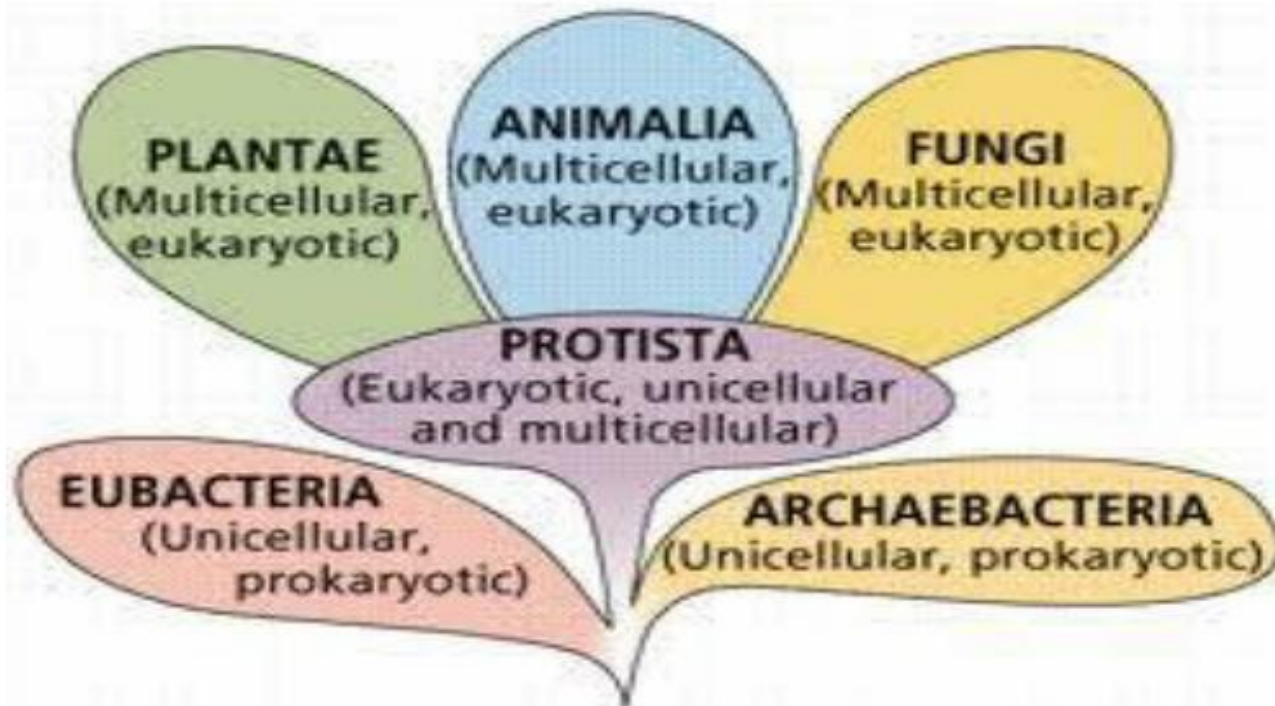 PLANTAE
(Multicellular,
eukaryotic)
ANIMALIA
(Multicellular,
eukaryotic)
FUNGI
(Multicellular,
eukaryotic)
PROTISTA
(Eukaryotic, unicellular
and multicellular)
EUBACTERIA
(Unicellular,
prokaryotic)
ARCHAEBACTERIA
(Unicellular, prokaryotic)